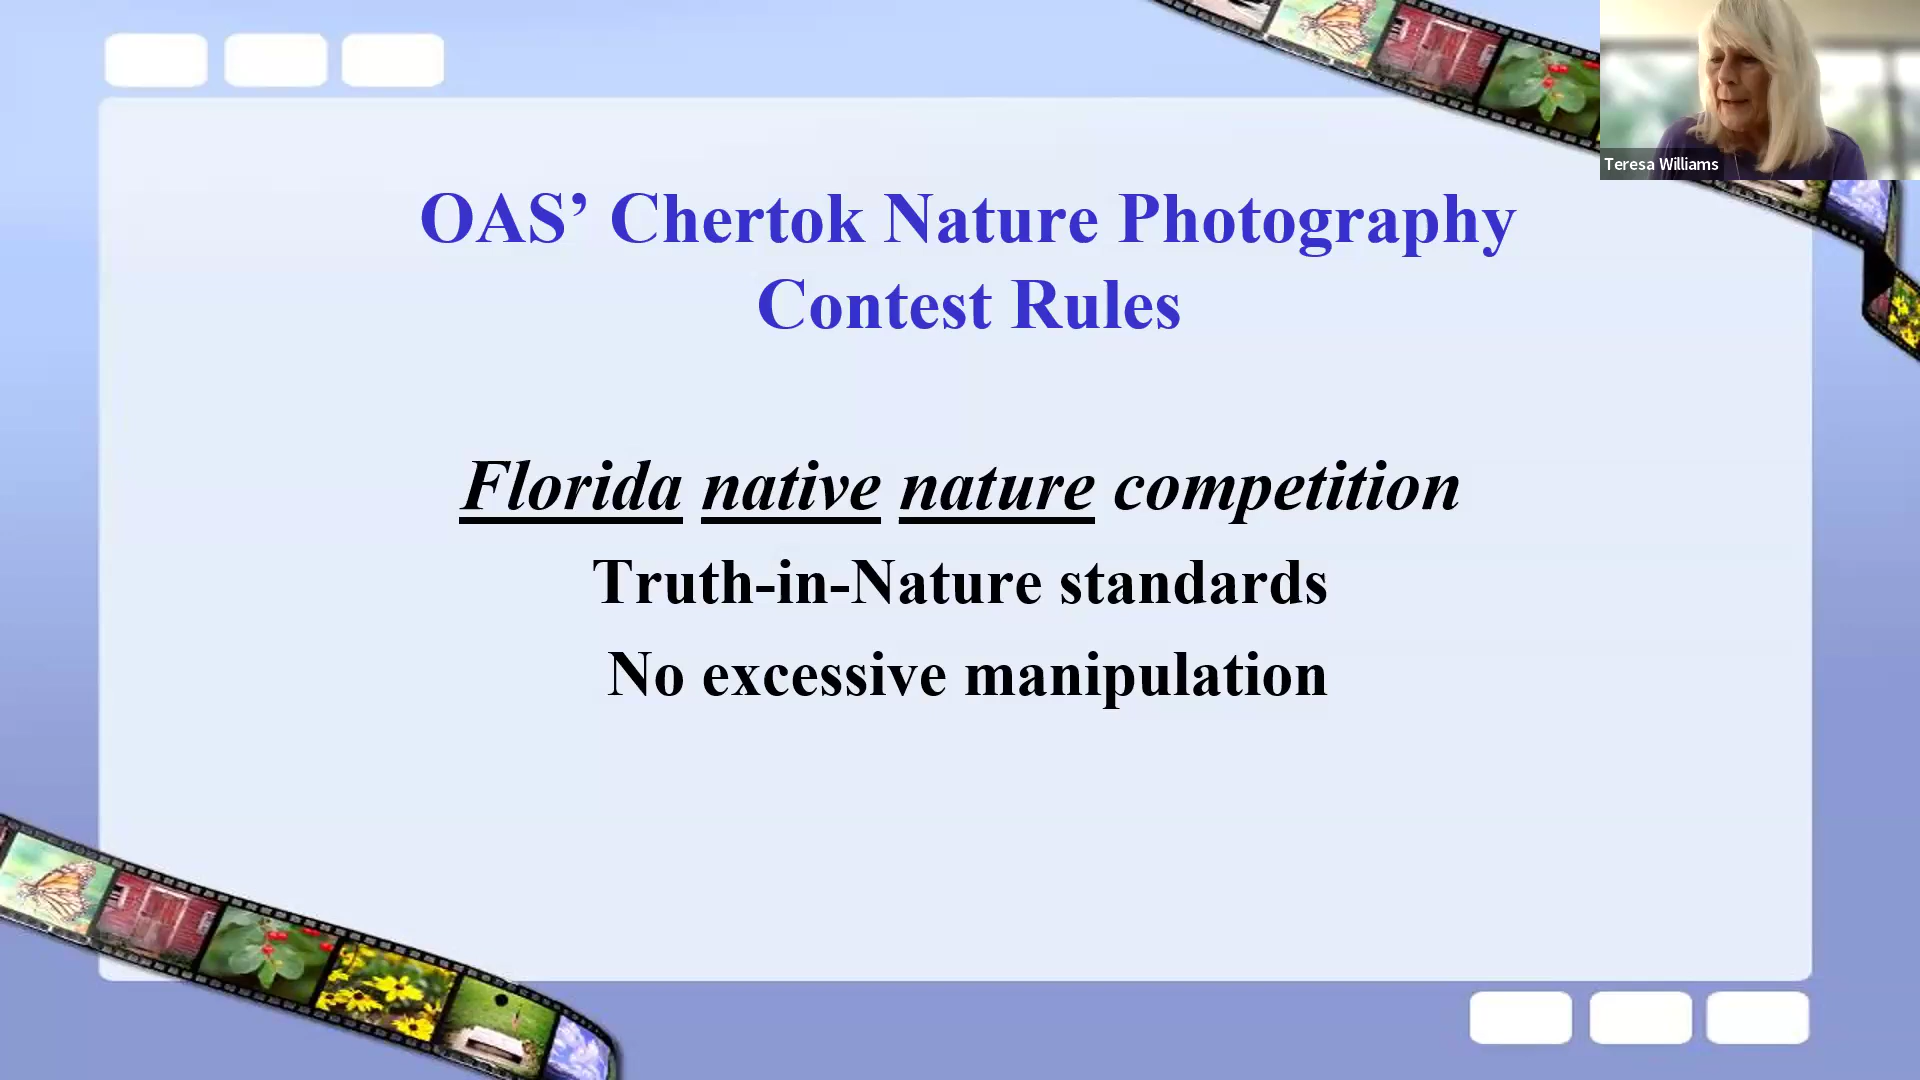 OAS’ Chertok Nature Photography
Contest Rules
Florida native nature competition
Truth-in-Nature standards
No excessive manipulation
Teresa Williams